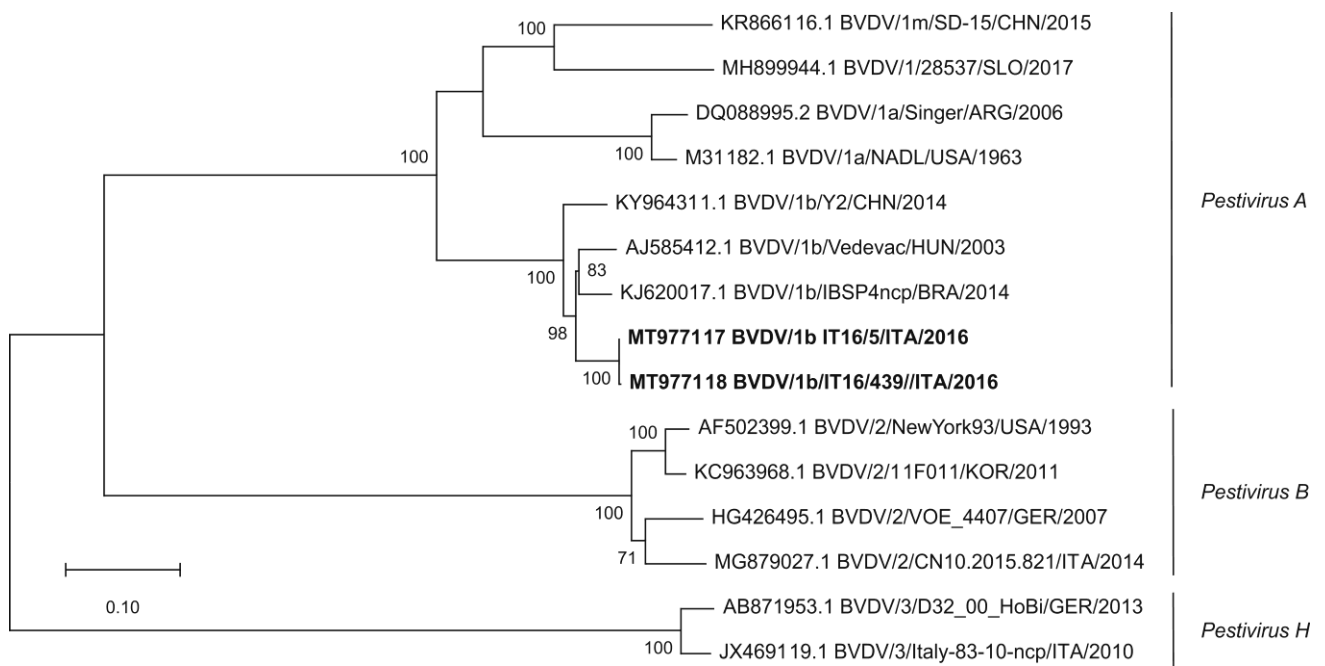 100
KR866116.1 BVDV/1m/SD-15/CHN/2015
MH899944.1 BVDV/1/28537/SLO/2017
DQ088995.2 BVDV/1a/Singer/ARG/2006
100
100
M31182.1 BVDV/1a/NADL/USA/1963
KY964311.1 BVDV/1b/Y2/CHN/2014
Pestivirus A
AJ585412.1 BVDV/1b/Vedevac/HUN/2003
100
83
KJ620017.1 BVDV/1b/IBSP4ncp/BRA/2014
98
MT977117 BVDV/1b IT16/5/ITA/2016
100
MT977118 BVDV/1b/IT16/439//ITA/2016
100
AF502399.1 BVDV/2/NewYork93/USA/1993
KC963968.1 BVDV/2/11F011/KOR/2011
Pestivirus B
100
HG426495.1 BVDV/2/VOE_4407/GER/2007
71
MG879027.1 BVDV/2/CN10.2015.821/ITA/2014
0.10
AB871953.1 BVDV/3/D32_00_HoBi/GER/2013
Pestivirus H
100
JX469119.1 BVDV/3/Italy-83-10-ncp/ITA/2010